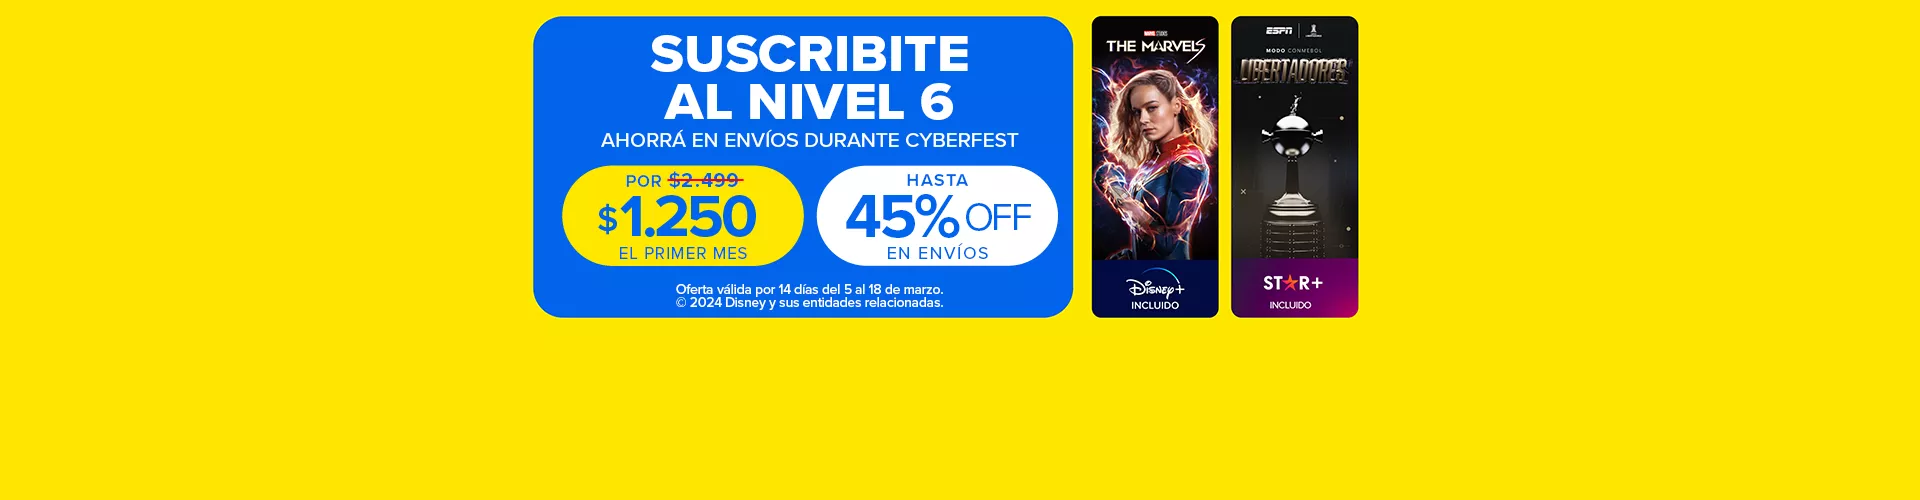 SUSCRIBITE
AL NIVEL 6
AHORRÁ EN ENVÍOS DURANTE CYBERFEST
POR $2.499
$1.250
EL PRIMER MES
HASTA
45% OFF
EN ENVÍOS
Oferta válida por 14 días del 5 al 18 de marzo.
© 2024 Disney y sus entidades relacionadas.
MARVEL STUDIOS
THE MARVELS
Disney+
INCLUIDO
ESPN
MODO CONMEBOL
LIBERTADORES
STAR+
INCLUIDO